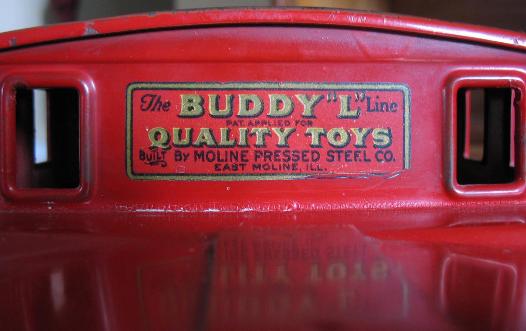 The BUDDY "L" Line
PAT. APPLIED FOR
QUALITY TOYS
BUILT By MOLINE PRESSED STEEL CO.
EAST MOLINE, ILL.